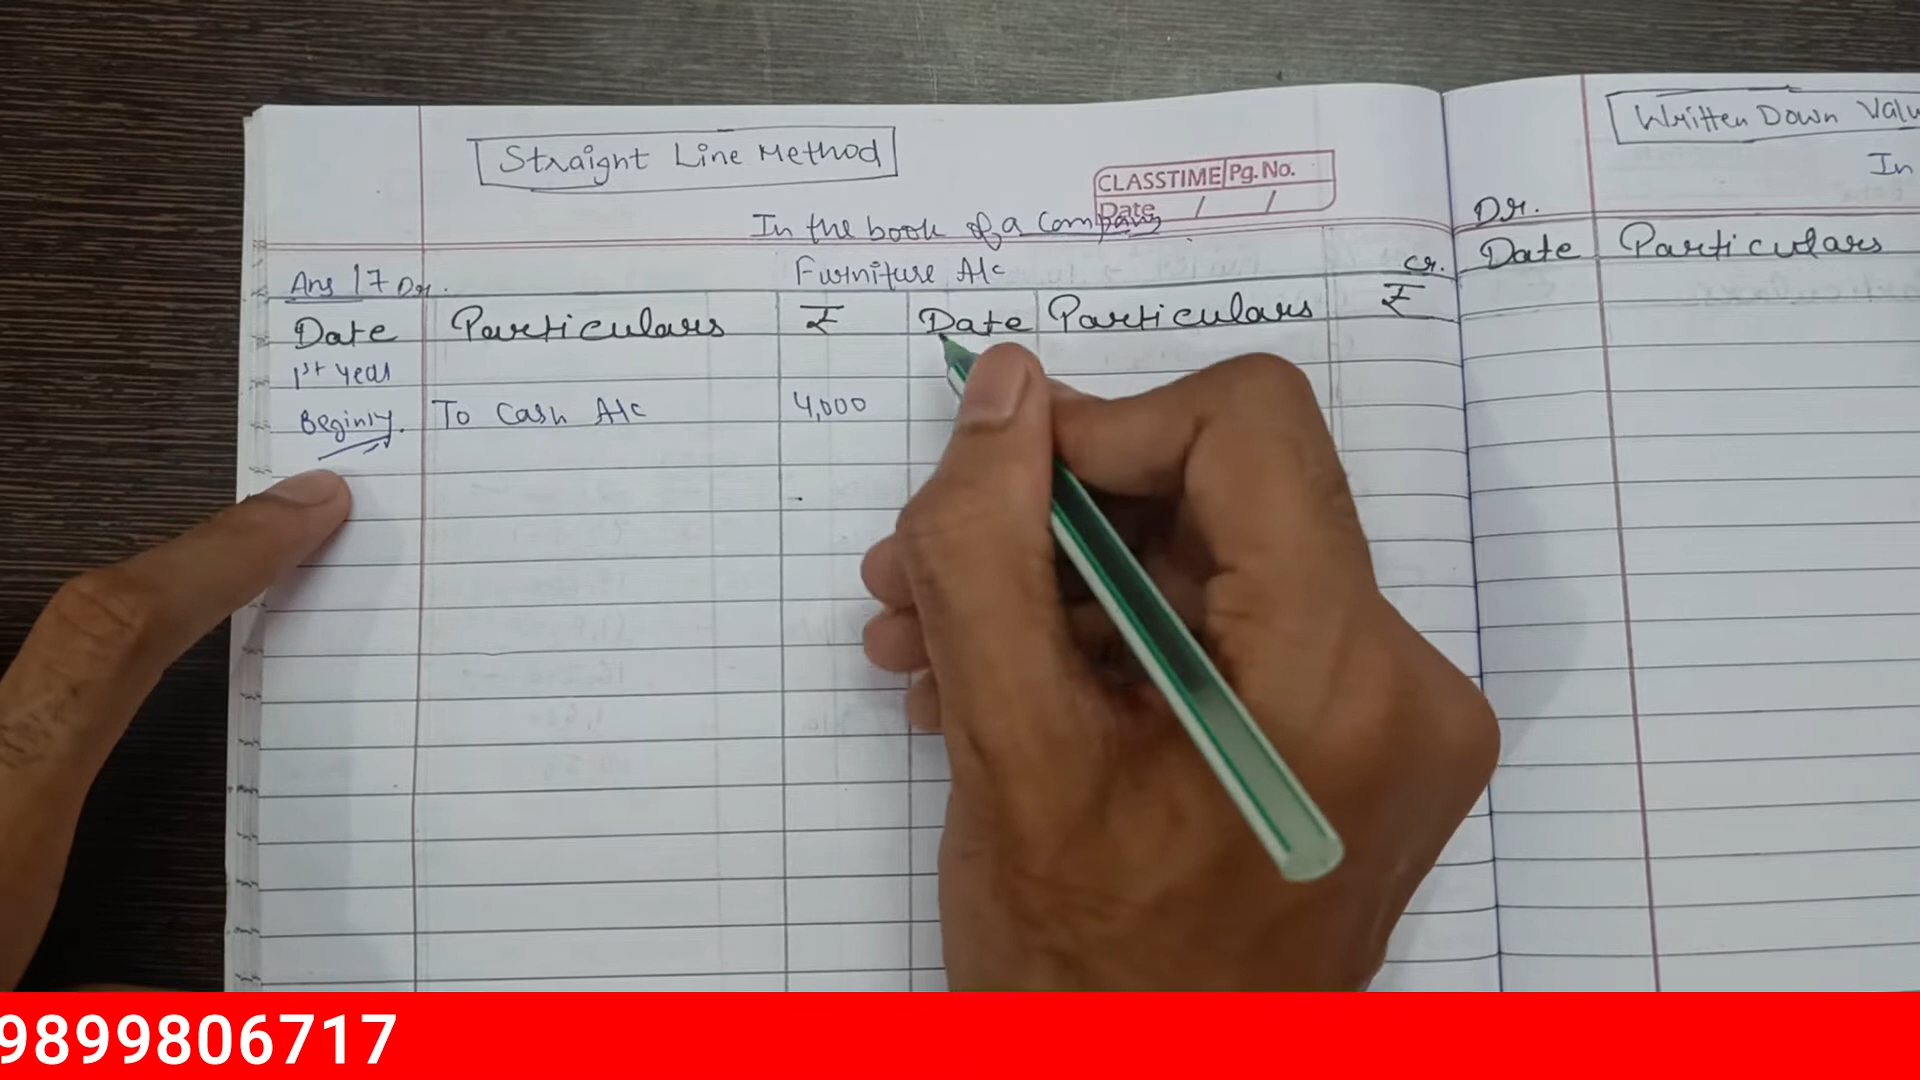 Straight Line Method
CLASSTIME Pg. No.
Date / /
In the book of a Company
Ans 17 Dr. Furniture A/c Cr.
Date Particulars ₹ Date Particulars ₹
1st year
Begining. To Cash A/c 4,000
Written Down Valu
In
Dr.
Date Particulars
9899806717